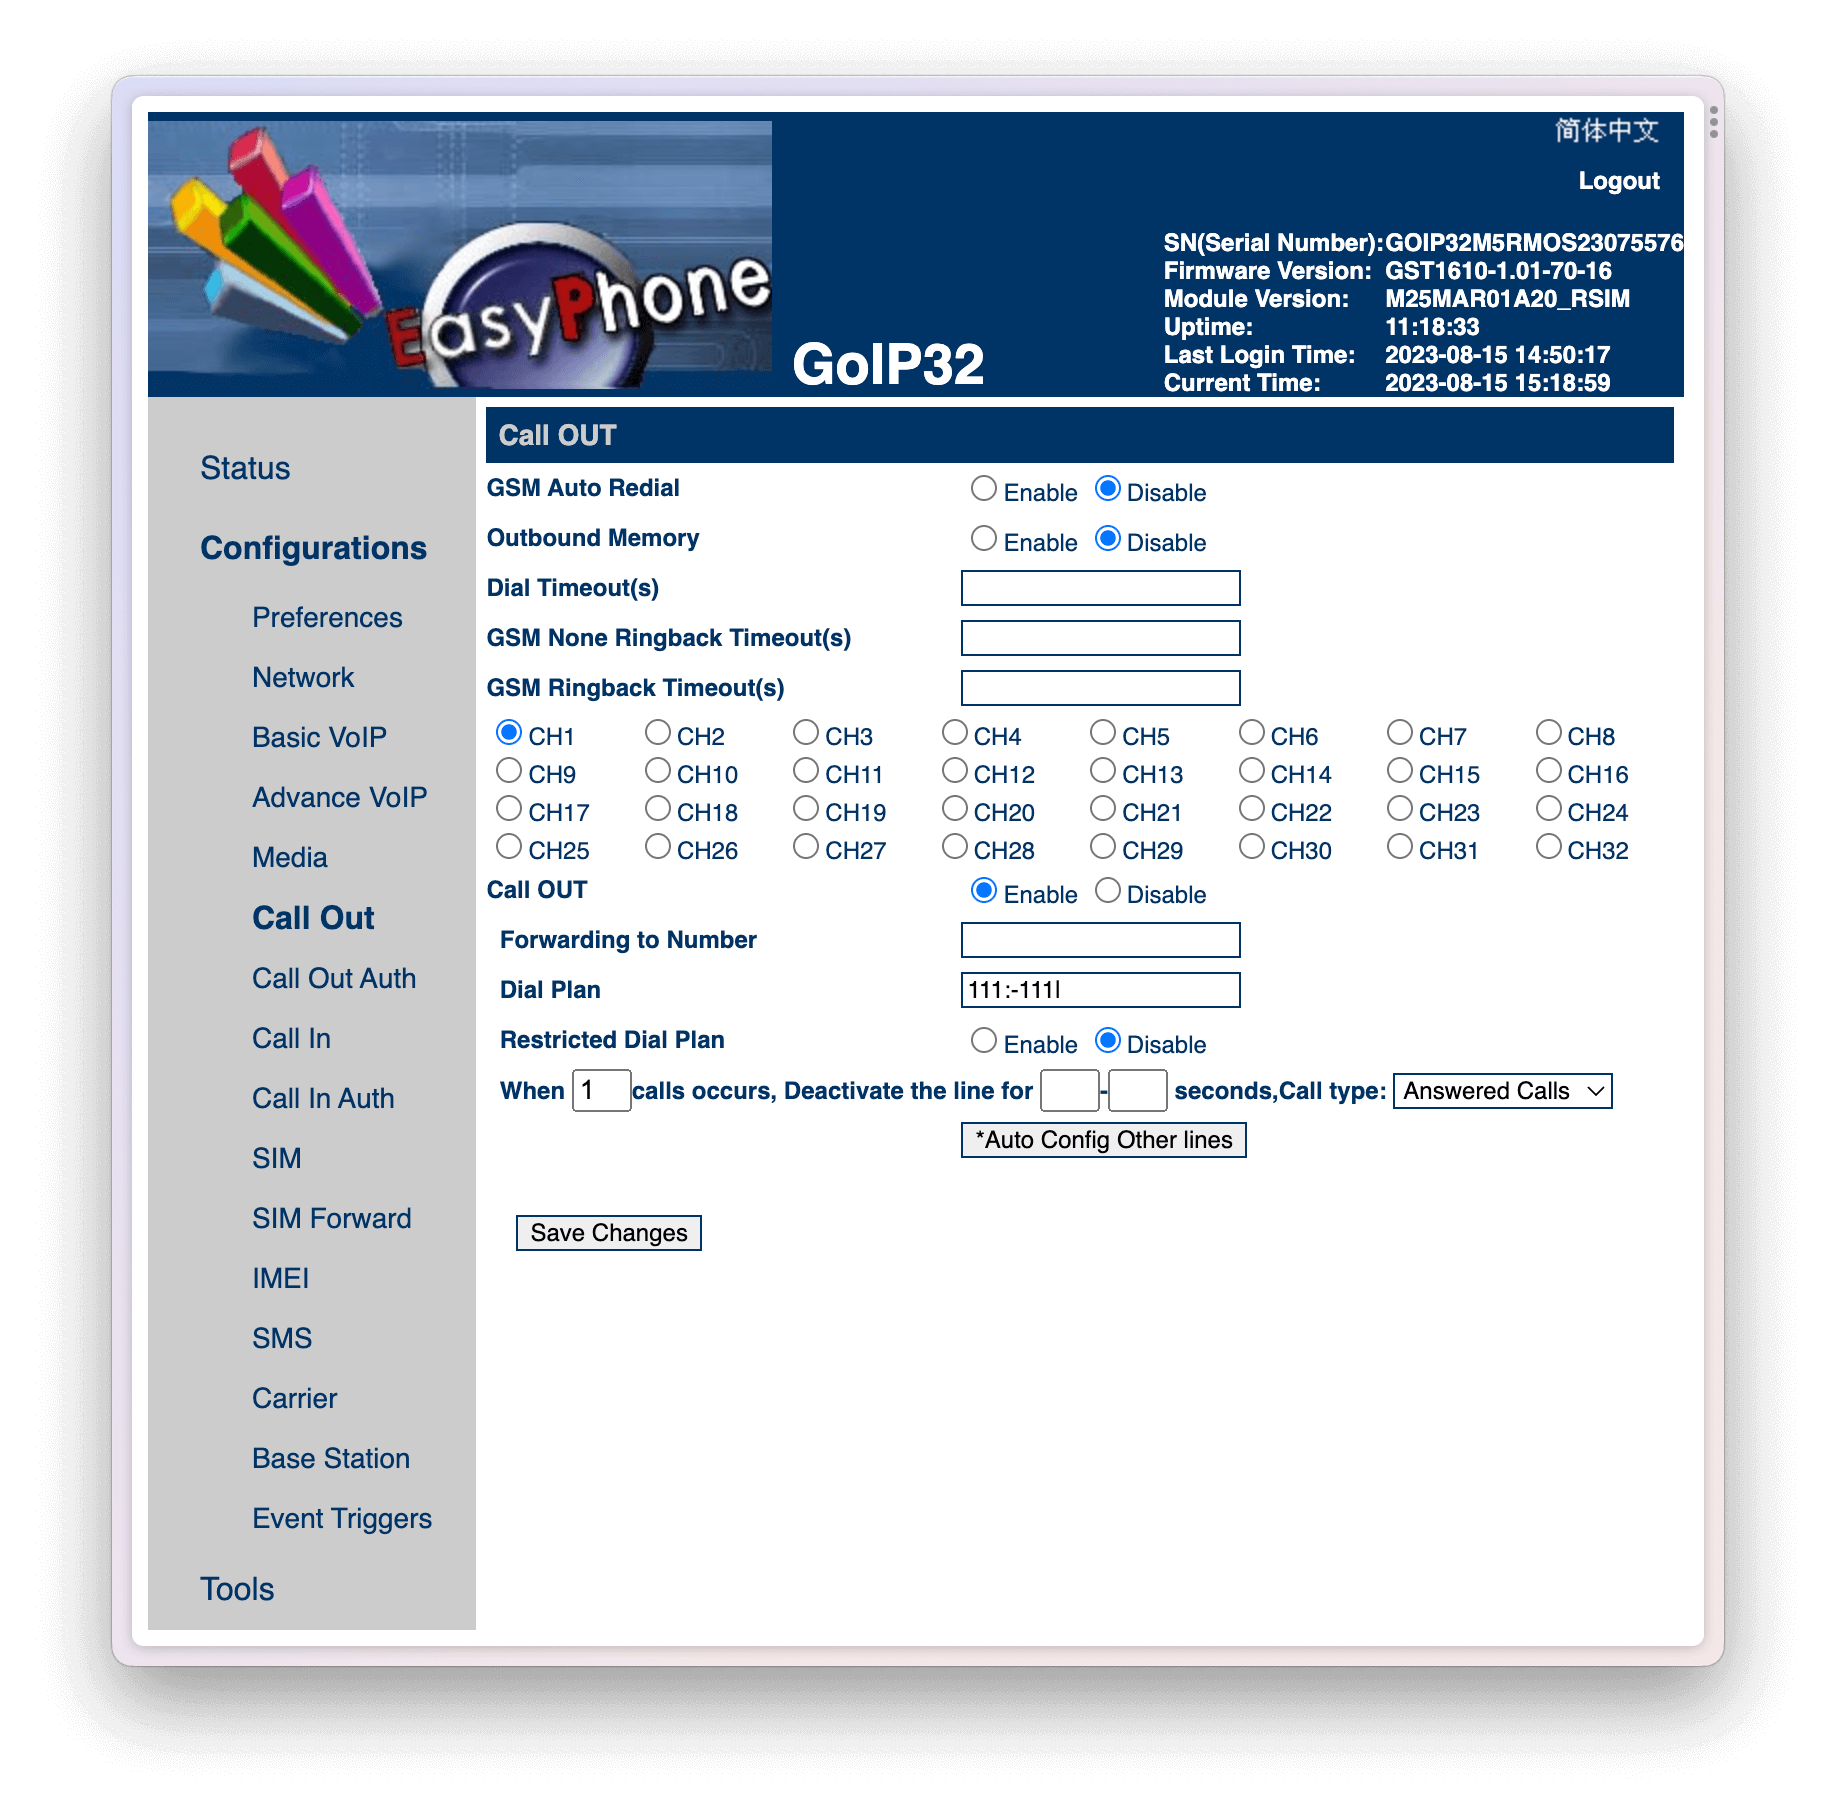 简体中文
Logout
EasyPhone
GoIP32
SN(Serial Number): GOIP32M5RMOS23075576
Firmware Version: GST1610-1.01-70-16
Module Version: M25MAR01A20_RSIM
Uptime: 11:18:33
Last Login Time: 2023-08-15 14:50:17
Current Time: 2023-08-15 15:18:59
Status
Configurations
Preferences
Network
Basic VoIP
Advance VoIP
Media
Call Out
Call Out Auth
Call In
Call In Auth
SIM
SIM Forward
IMEI
SMS
Carrier
Base Station
Event Triggers
Tools
Call OUT
GSM Auto Redial Enable Disable
Outbound Memory Enable Disable
Dial Timeout(s)
GSM None Ringback Timeout(s)
GSM Ringback Timeout(s)
CH1 CH2 CH3 CH4 CH5 CH6 CH7 CH8
CH9 CH10 CH11 CH12 CH13 CH14 CH15 CH16
CH17 CH18 CH19 CH20 CH21 CH22 CH23 CH24
CH25 CH26 CH27 CH28 CH29 CH30 CH31 CH32
Call OUT Enable Disable
Forwarding to Number
Dial Plan 111:-111|
Restricted Dial Plan Enable Disable
When 1 calls occurs, Deactivate the line for - seconds,Call type: Answered Calls
*Auto Config Other lines
Save Changes